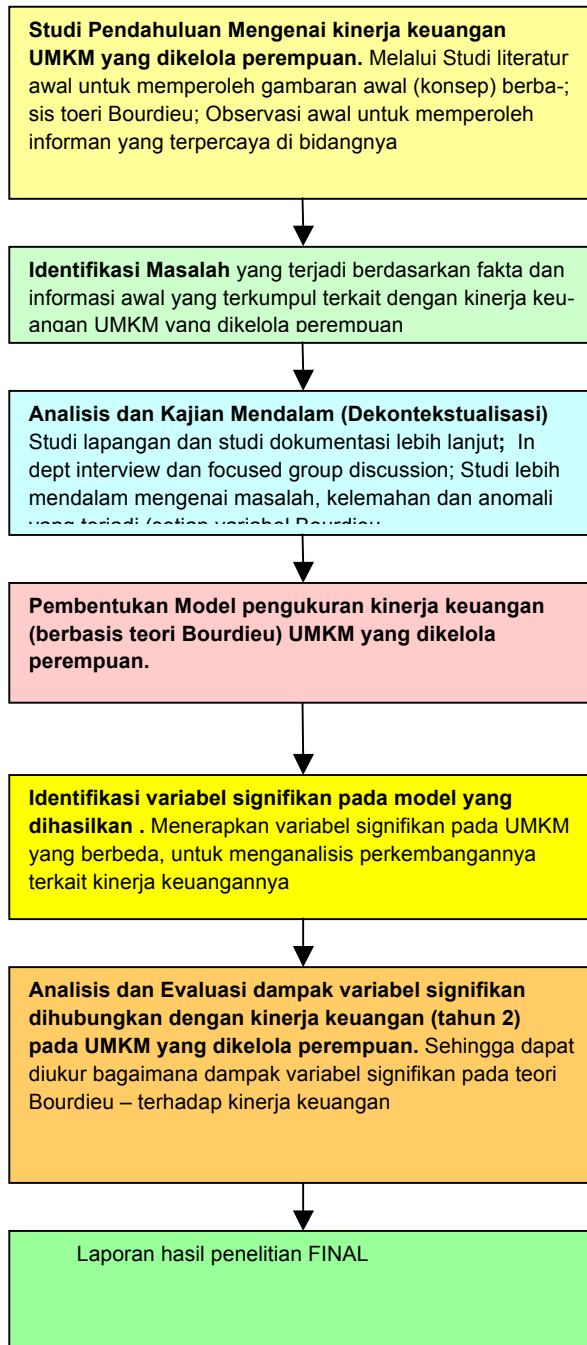 Studi Pendahuluan Mengenai kinerja keuangan
UMKM yang dikelola perempuan. Melalui Studi literatur
awal untuk memperoleh gambaran awal (konsep) berba-;
sis toeri Bourdieu; Observasi awal untuk memperoleh
informan yang terpercaya di bidangnya
Identifikasi Masalah yang terjadi berdasarkan fakta dan
informasi awal yang terkumpul terkait dengan kinerja keu-
angan UMKM yang dikelola perempuan
Analisis dan Kajian Mendalam (Dekontekstualisasi)
Studi lapangan dan studi dokumentasi lebih lanjut; In
dept interview dan focused group discussion; Studi lebih
mendalam mengenai masalah, kelemahan dan anomali
yang terjadi (setiap variabel Bourdieu
Pembentukan Model pengukuran kinerja keuangan
(berbasis teori Bourdieu) UMKM yang dikelola
perempuan.
Identifikasi variabel signifikan pada model yang
dihasilkan . Menerapkan variabel signifikan pada UMKM
yang berbeda, untuk menganalisis perkembangannya
terkait kinerja keuangannya
Analisis dan Evaluasi dampak variabel signifikan
dihubungkan dengan kinerja keuangan (tahun 2)
pada UMKM yang dikelola perempuan. Sehingga dapat
diukur bagaimana dampak variabel signifikan pada teori
Bourdieu – terhadap kinerja keuangan
Laporan hasil penelitian FINAL